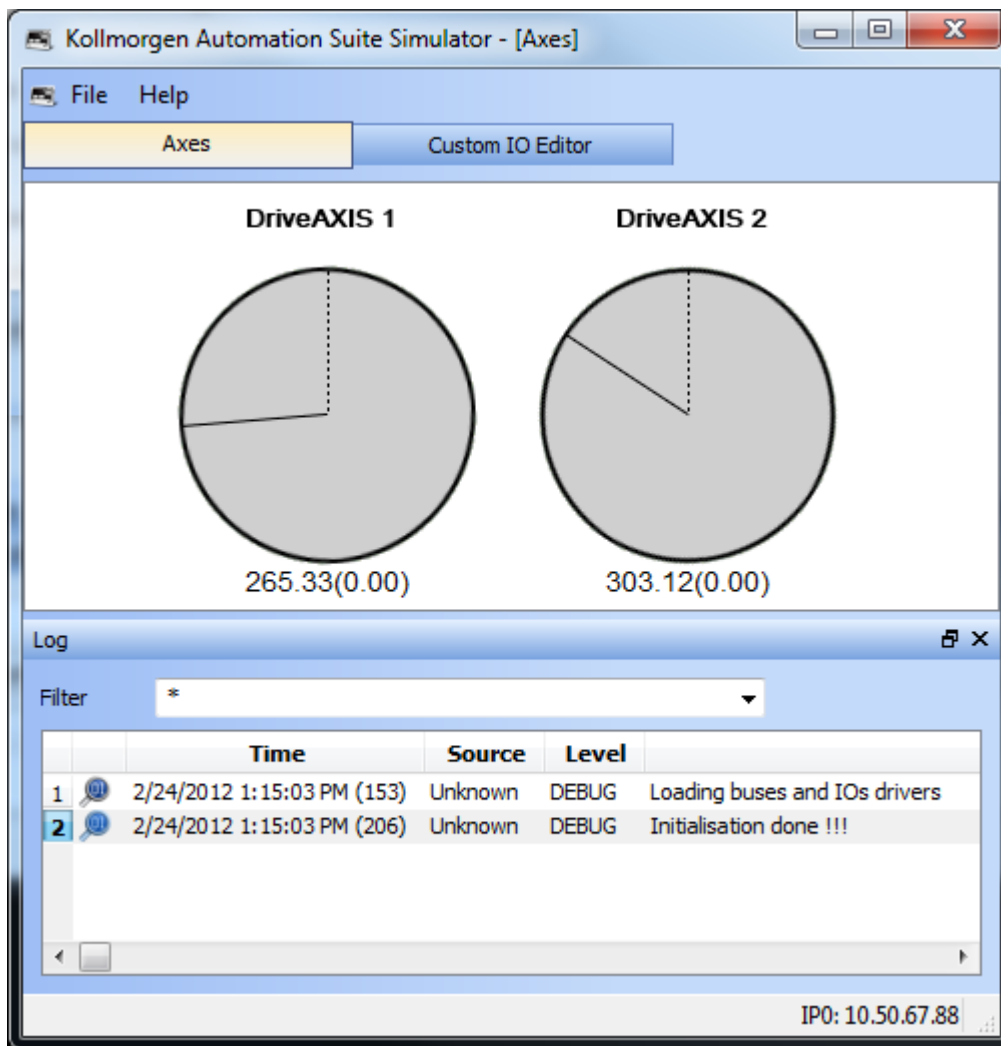 Kollmorgen Automation Suite Simulator - [Axes]
File Help
Axes Custom IO Editor
DriveAXIS 1 DriveAXIS 2
265.33(0.00) 303.12(0.00)
Log
Filter *
Time Source Level
1 2/24/2012 1:15:03 PM (153) Unknown DEBUG Loading buses and IOs drivers
2 2/24/2012 1:15:03 PM (206) Unknown DEBUG Initialisation done !!!
IP0: 10.50.67.88